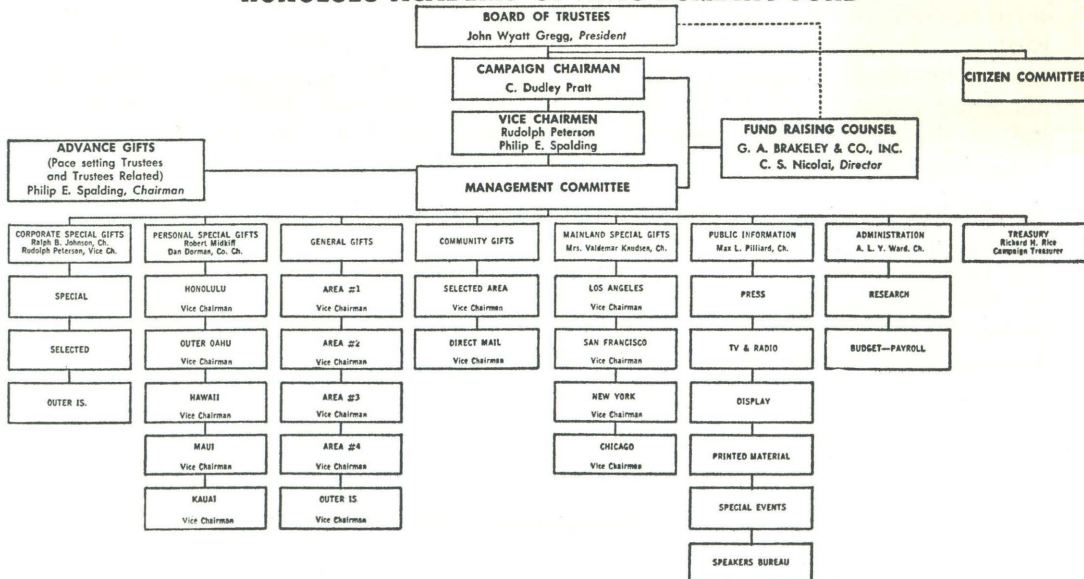 BOARD OF TRUSTEES
John Wyatt Gregg, President
CAMPAIGN CHAIRMAN
C. Dudley Pratt
CITIZEN COMMITTEE
VICE CHAIRMEN
Rudolph Peterson
Philip E. Spalding
FUND RAISING COUNSEL
G. A. BRAKELEY & CO., INC.
C. S. Nicolai, Director
ADVANCE GIFTS
(Pace setting Trustees
and Trustees Related)
Philip E. Spalding, Chairman
MANAGEMENT COMMITTEE
CORPORATE SPECIAL GIFTS
Ralph B. Johnson, Ch.
Rudolph Peterson, Vice Ch.
SPECIAL
SELECTED
OUTER IS.
PERSONAL SPECIAL GIFTS
Robert Midkiff
Dan Dorman, Co. Ch.
HONOLULU
Vice Chairman
OUTER OAHU
Vice Chairman
HAWAII
Vice Chairman
MAUI
Vice Chairman
KAUAI
Vice Chairman
GENERAL GIFTS
AREA #1
Vice Chairman
AREA #2
Vice Chairman
AREA #3
Vice Chairman
AREA #4
Vice Chairman
OUTER IS.
Vice Chairman
COMMUNITY GIFTS
SELECTED AREA
Vice Chairman
DIRECT MAIL
Vice Chairman
MAINLAND SPECIAL GIFTS
Mrs. Valdemar Knudsen, Ch.
LOS ANGELES
Vice Chairman
SAN FRANCISCO
Vice Chairman
NEW YORK
Vice Chairman
CHICAGO
Vice Chairman
PUBLIC INFORMATION
Max L. Pilliard, Ch.
PRESS
TV & RADIO
DISPLAY
PRINTED MATERIAL
SPECIAL EVENTS
SPEAKERS BUREAU
ADMINISTRATION
A. L. Y. Ward, Ch.
RESEARCH
BUDGET—PAYROLL
TREASURY
Richard H. Rice
Campaign Treasurer